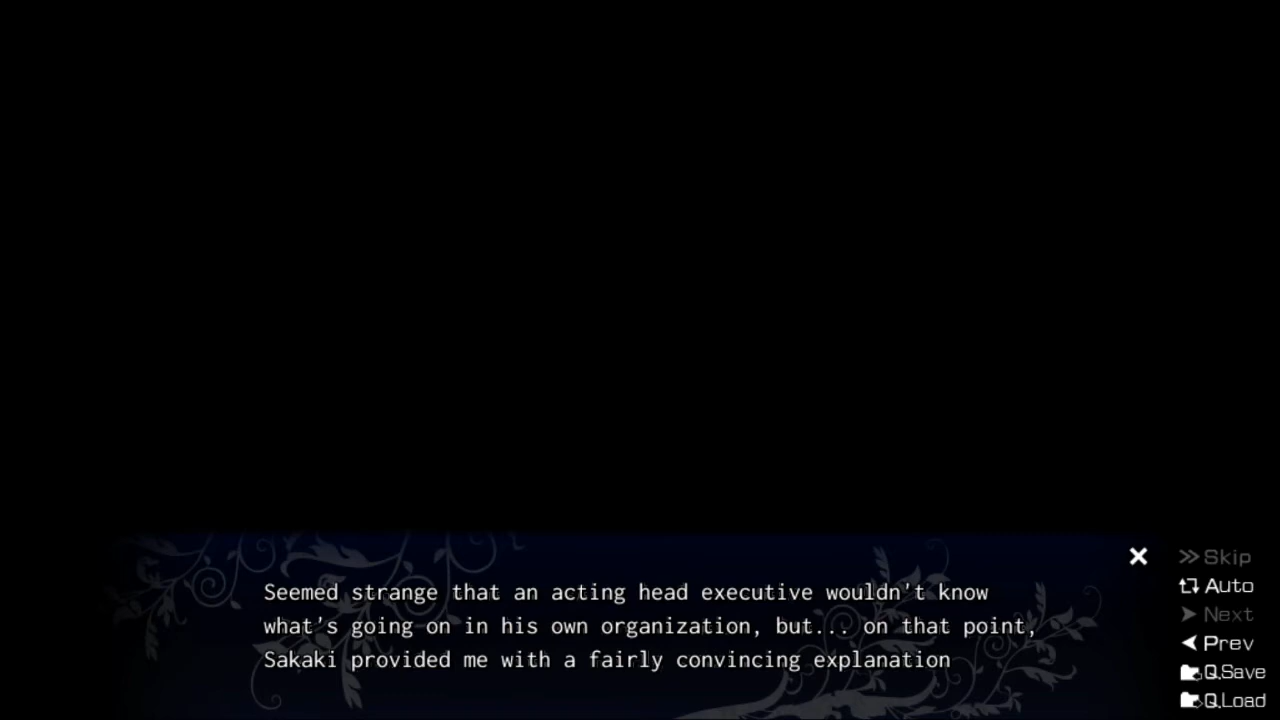 Seemed strange that an acting head executive wouldn't know
what's going on in his own organization, but... on that point,
Sakaki provided me with a fairly convincing explanation
Skip
Auto
Next
Prev
Q.Save
Q.Load